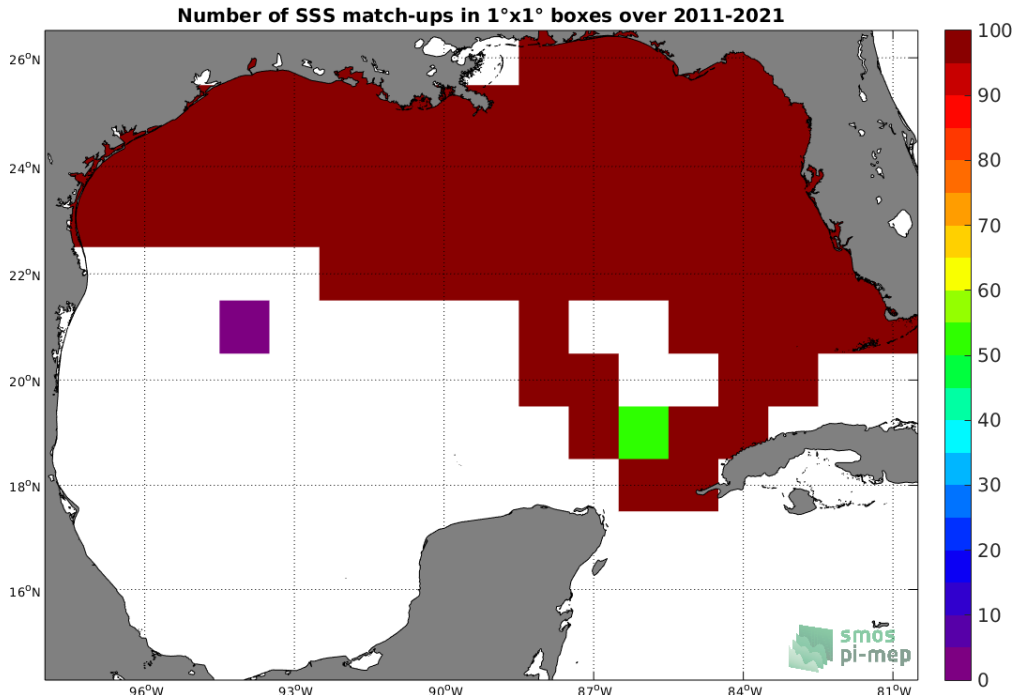 Number of SSS match-ups in 1°x1° boxes over 2011-2021
26°N
24°N
22°N
20°N
18°N
16°N
96°W 93°W 90°W 87°W 84°W 81°W
100
90
80
70
60
50
40
30
20
10
0
smos
pi-mep